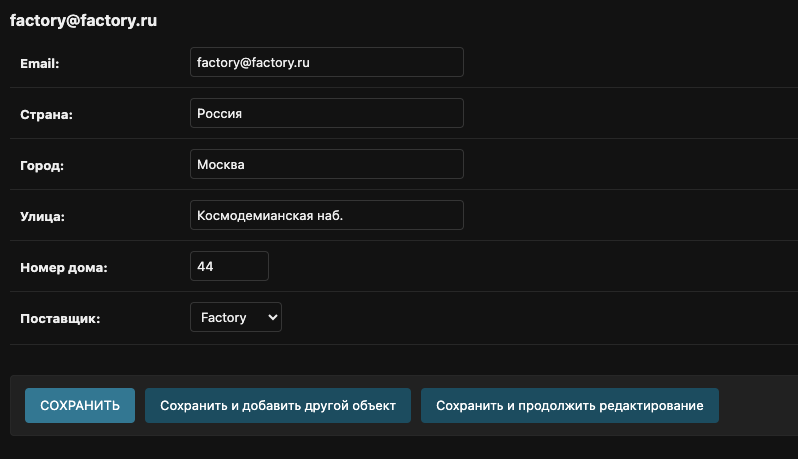 factory@factory.ru
Email: factory@factory.ru
Страна: Россия
Город: Москва
Улица: Космодемианская наб.
Номер дома: 44
Поставщик: Factory
СОХРАНИТЬ Сохранить и добавить другой объект Сохранить и продолжить редактирование